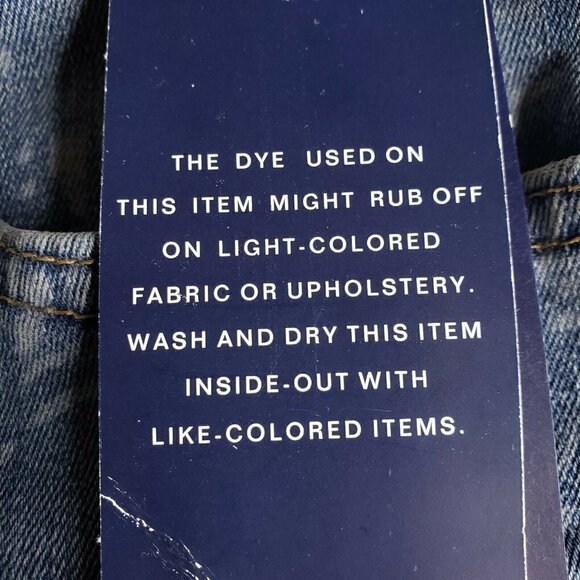 THE DYE USED ON
THIS ITEM MIGHT RUB OFF
ON LIGHT-COLORED
FABRIC OR UPHOLSTERY.
WASH AND DRY THIS ITEM
INSIDE-OUT WITH
LIKE-COLORED ITEMS.